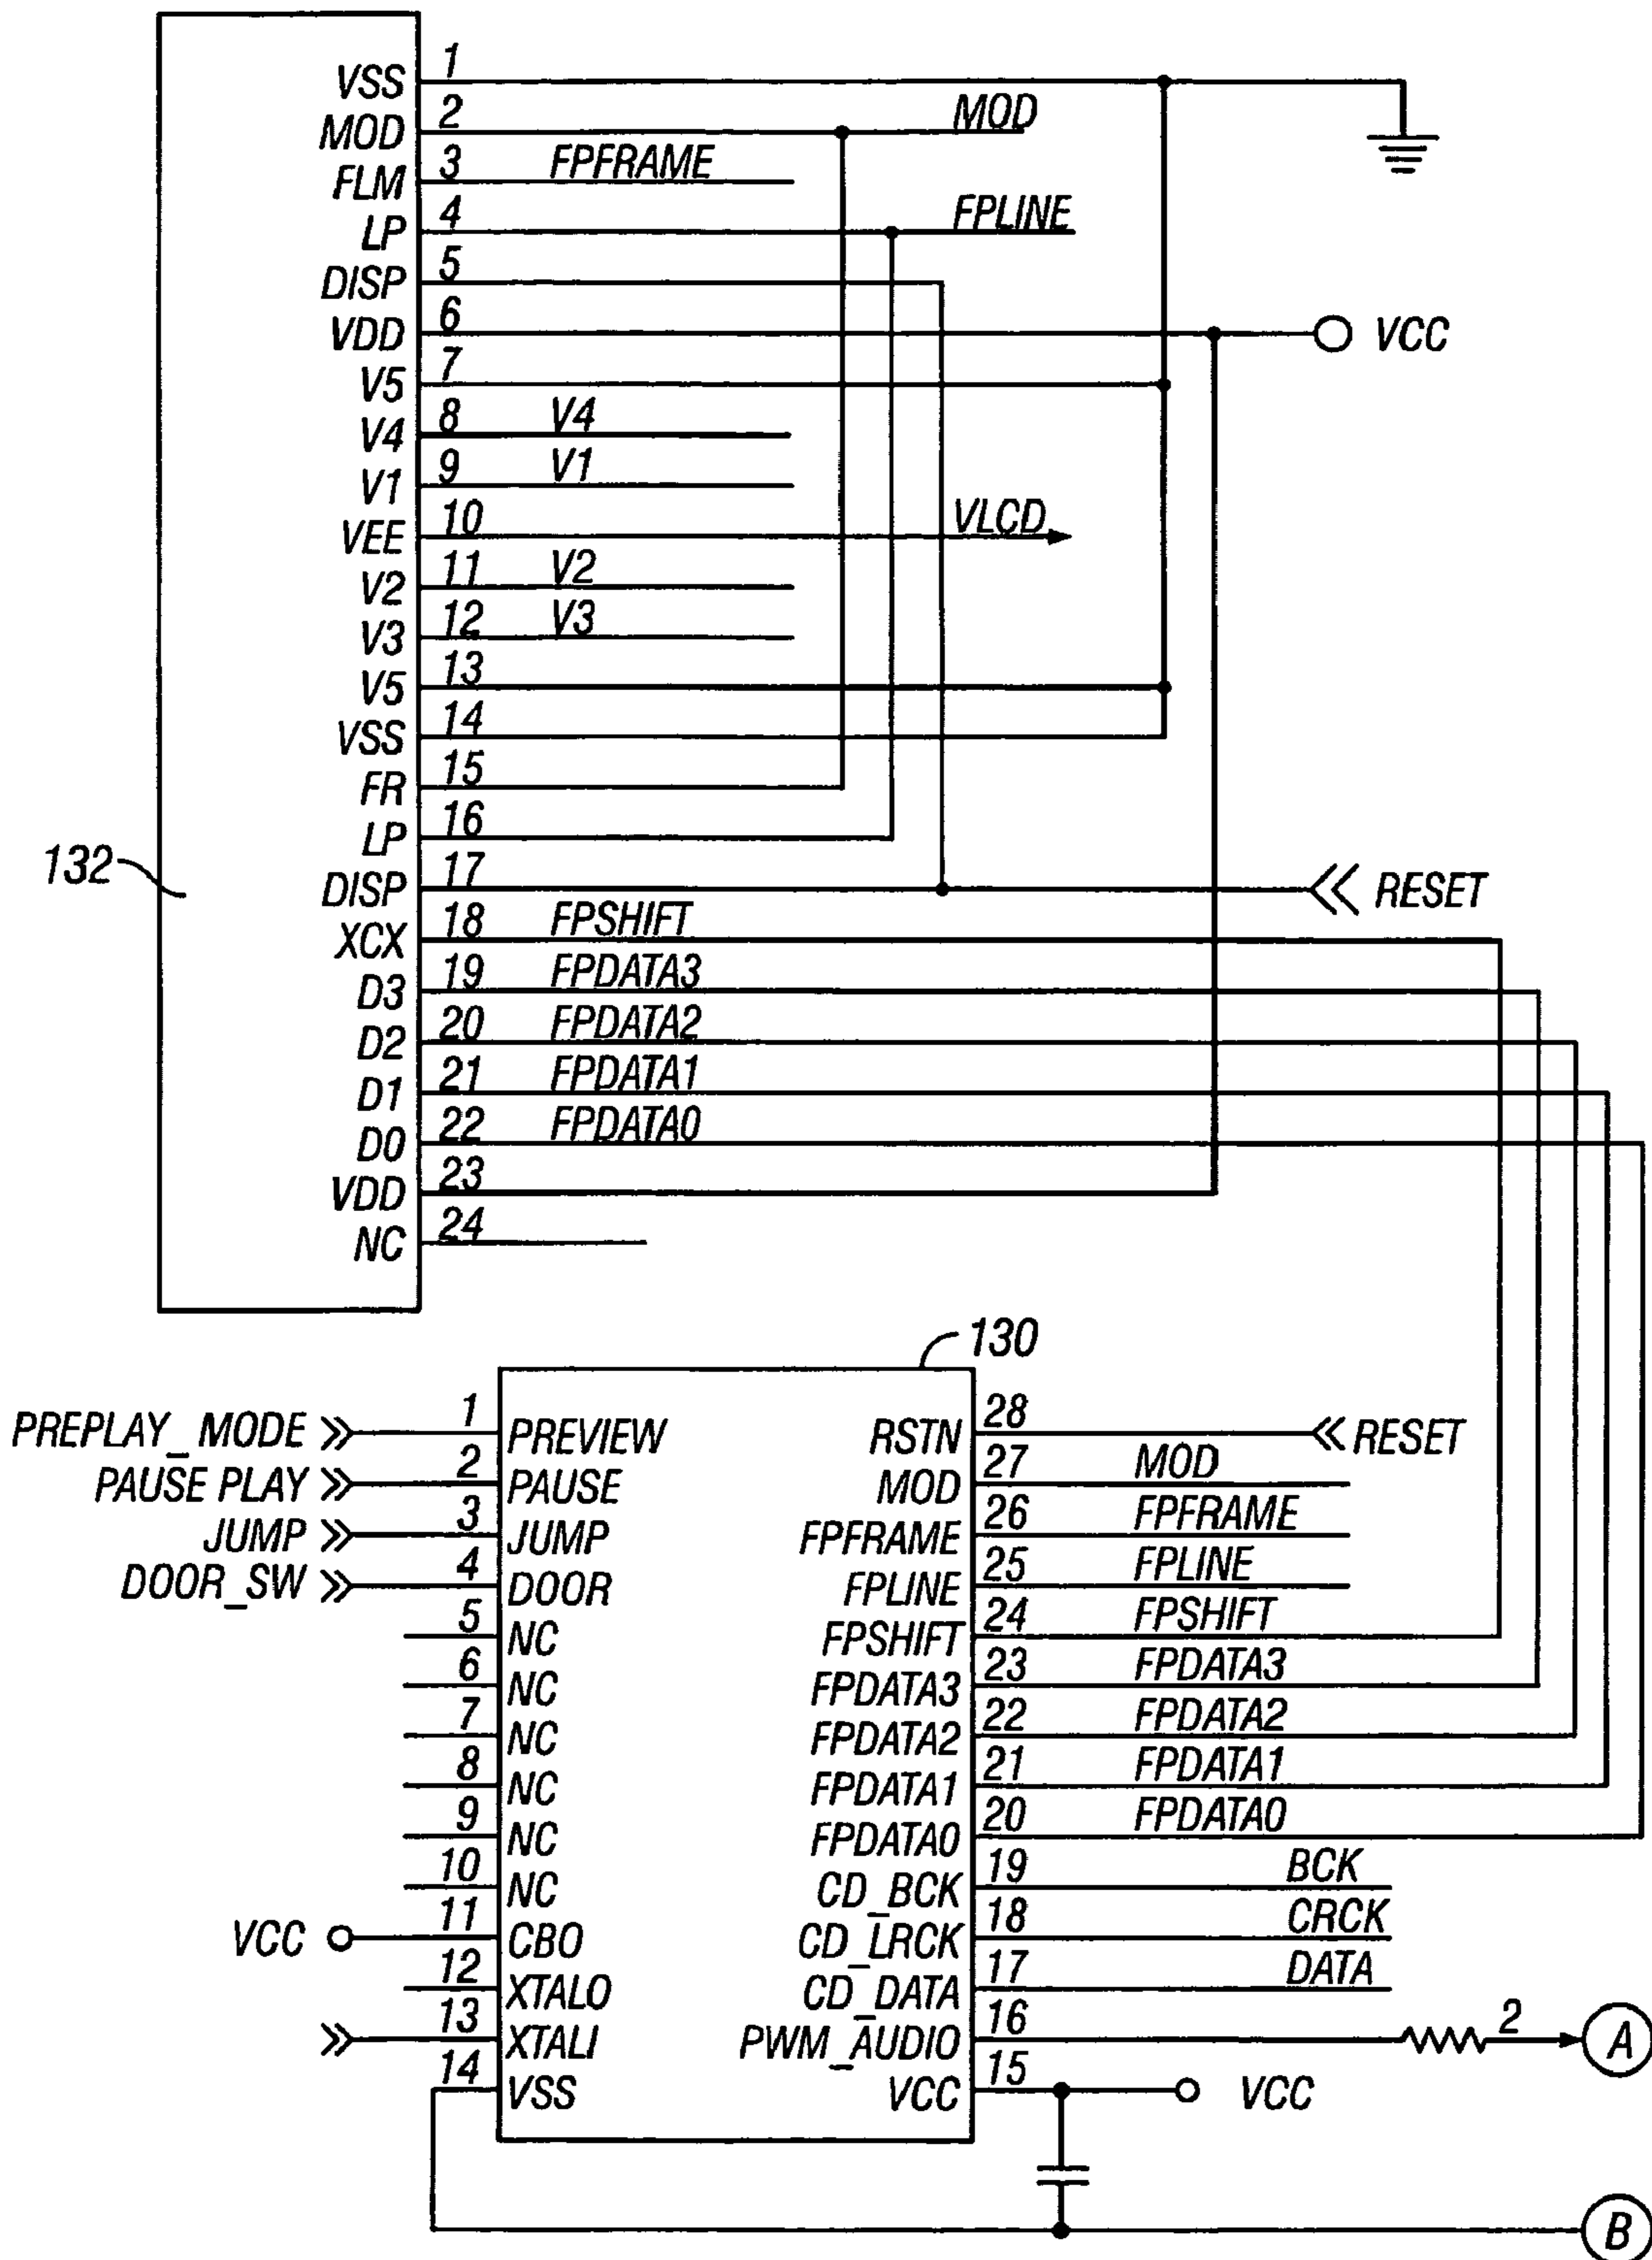 VSS 1
MOD 2 MOD
FLM 3 FPFRAME
LP 4 FPLINE
DISP 5
VDD 6 VCC
V5 7
V4 8 V4
V1 9 V1
VEE 10 VLCD
V2 11 V2
V3 12 V3
V5 13
VSS 14
FR 15
LP 16
132
DISP 17 RESET
XCX 18 FPSHIFT
D3 19 FPDATA3
D2 20 FPDATA2
D1 21 FPDATA1
D0 22 FPDATA0
VDD 23
NC 24
130
PREPLAY_MODE 1 PREVIEW RSTN 28 RESET
PAUSE PLAY 2 PAUSE MOD 27 MOD
JUMP 3 JUMP FPFRAME 26 FPFRAME
DOOR_SW 4 DOOR FPLINE 25 FPLINE
5 NC FPSHIFT 24 FPSHIFT
6 NC FPDATA3 23 FPDATA3
7 NC FPDATA2 22 FPDATA2
8 NC FPDATA1 21 FPDATA1
9 NC FPDATA0 20 FPDATA0
10 NC CD_BCK 19 BCK
VCC 11 CBO CD_LRCK 18 CRCK
12 XTALO CD_DATA 17 DATA
13 XTALI PWM_AUDIO 16 2 A
14 VSS VCC 15 VCC
B